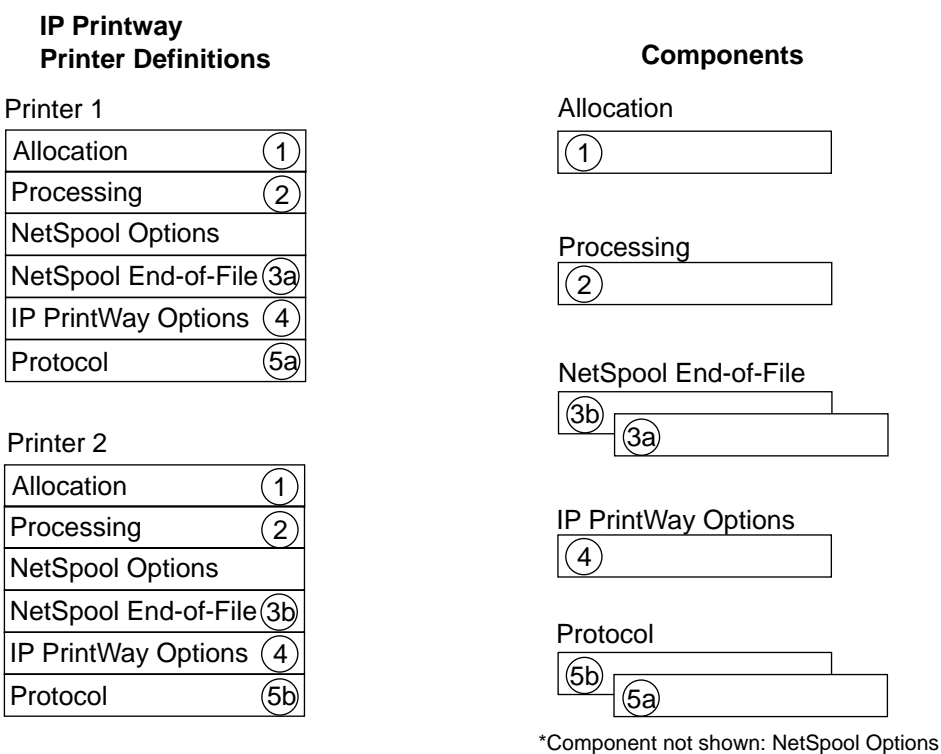 IP Printway
Printer Definitions
Printer 1
Allocation 1
Processing 2
NetSpool Options
NetSpool End-of-File 3a
IP PrintWay Options 4
Protocol 5a
Printer 2
Allocation 1
Processing 2
NetSpool Options
NetSpool End-of-File 3b
IP PrintWay Options 4
Protocol 5b
Components
Allocation
1
Processing
2
NetSpool End-of-File
3b
3a
IP PrintWay Options
4
Protocol
5b
5a
*Component not shown: NetSpool Options